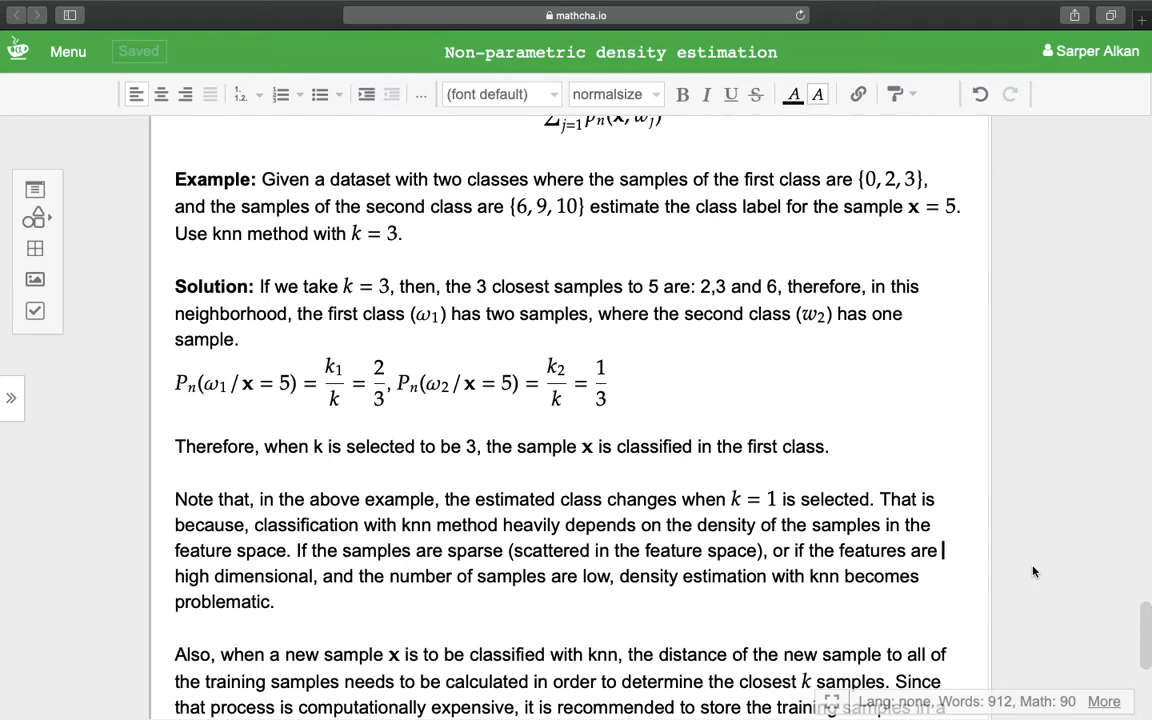 mathcha.io
Menu
Saved
Non-parametric density estimation
Sarper Alkan
(font default)
normalsize
B I U S A A
∑j=1 Pn(x, wj)
Example: Given a dataset with two classes where the samples of the first class are {0, 2, 3},
and the samples of the second class are {6, 9, 10} estimate the class label for the sample x = 5.
Use knn method with k = 3.
Solution: If we take k = 3, then, the 3 closest samples to 5 are: 2,3 and 6, therefore, in this
neighborhood, the first class (ω1) has two samples, where the second class (w2) has one
sample.
Pn(ω1/x = 5) = k1/k = 2/3, Pn(ω2/x = 5) = k2/k = 1/3
Therefore, when k is selected to be 3, the sample x is classified in the first class.
Note that, in the above example, the estimated class changes when k = 1 is selected. That is
because, classification with knn method heavily depends on the density of the samples in the
feature space. If the samples are sparse (scattered in the feature space), or if the features are
high dimensional, and the number of samples are low, density estimation with knn becomes
problematic.
Also, when a new sample x is to be classified with knn, the distance of the new sample to all of
the training samples needs to be calculated in order to determine the closest k samples. Since
that process is computationally expensive, it is recommended to store the training samples in a
Lang: none, Words: 912, Math: 90 More